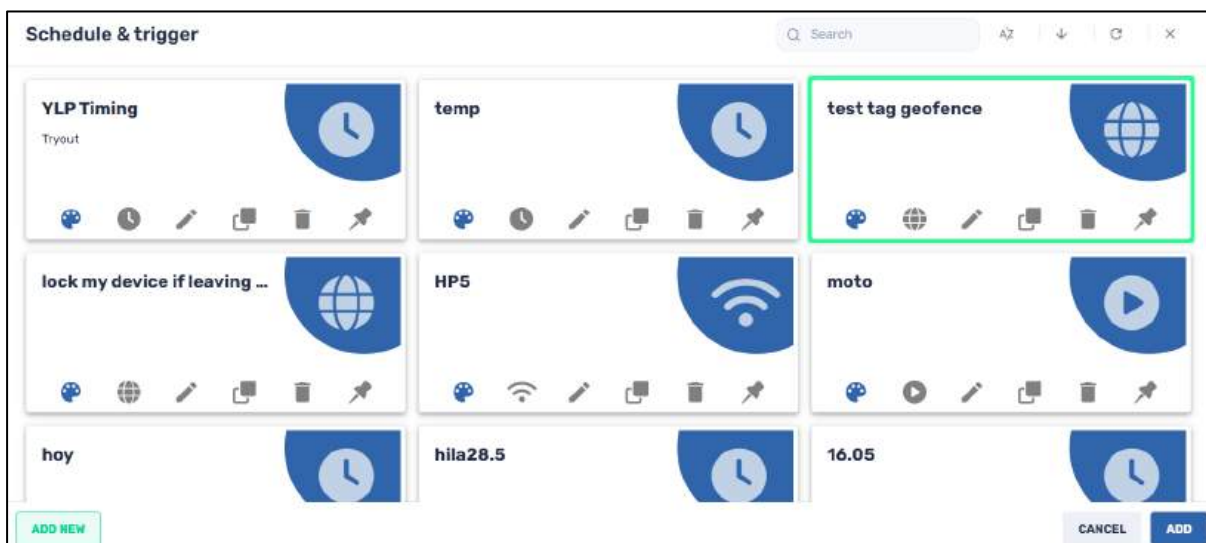 Schedule & trigger
Search
AZ
YLP Timing
Tryout
temp
test tag geofence
lock my device if leaving ...
HP5
moto
hoy
hila28.5
16.05
ADD NEW
CANCEL
ADD